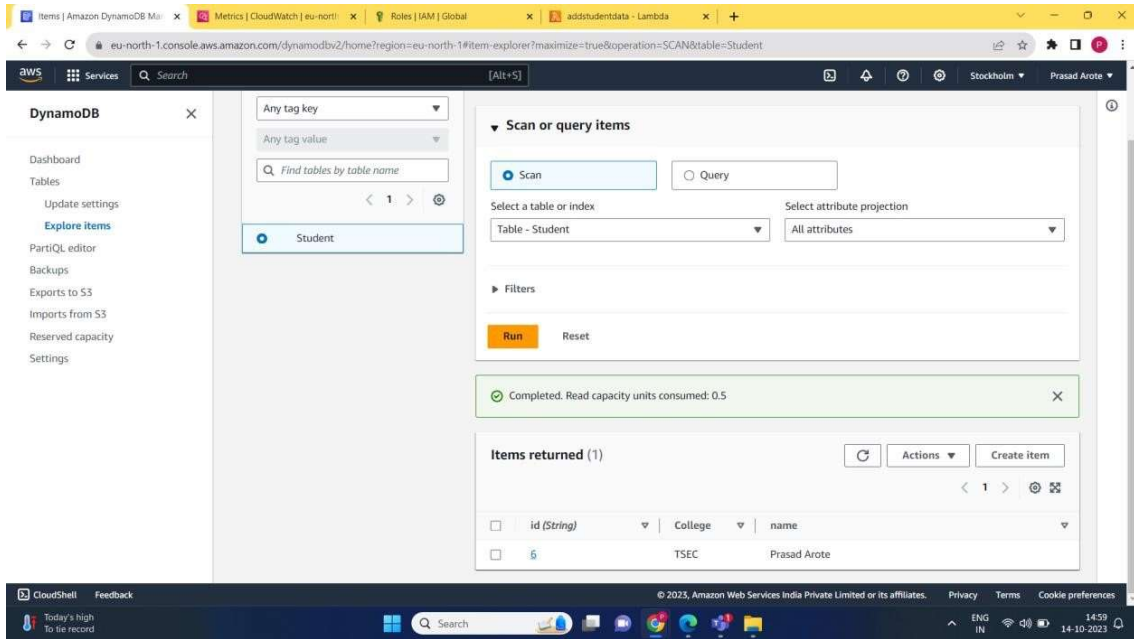 Items | Amazon DynamoDB Ma
Metrics | CloudWatch | eu-north
Roles | IAM | Global
addstudentdata - Lambda
eu-north-1.console.aws.amazon.com/dynamodbv2/home?region=eu-north-1#item-explorer?maximize=true&operation=SCAN&table=Student
P
aws
Services
Search
[Alt+S]
Stockholm
Prasad Arote
DynamoDB
Dashboard
Tables
Update settings
Explore items
PartiQL editor
Backups
Exports to S3
Imports from S3
Reserved capacity
Settings
Any tag key
Any tag value
Find tables by table name
1
Student
Scan or query items
Scan
Query
Select a table or index
Select attribute projection
Table - Student
All attributes
Filters
Run
Reset
Completed. Read capacity units consumed: 0.5
Items returned (1)
Actions
Create item
1
id (String)
College
name
6
TSEC
Prasad Arote
CloudShell
Feedback
© 2023, Amazon Web Services India Private Limited or its affiliates.
Privacy
Terms
Cookie preferences
Today's high
To tie record
Search
ENG
IN
14:59
14-10-2023